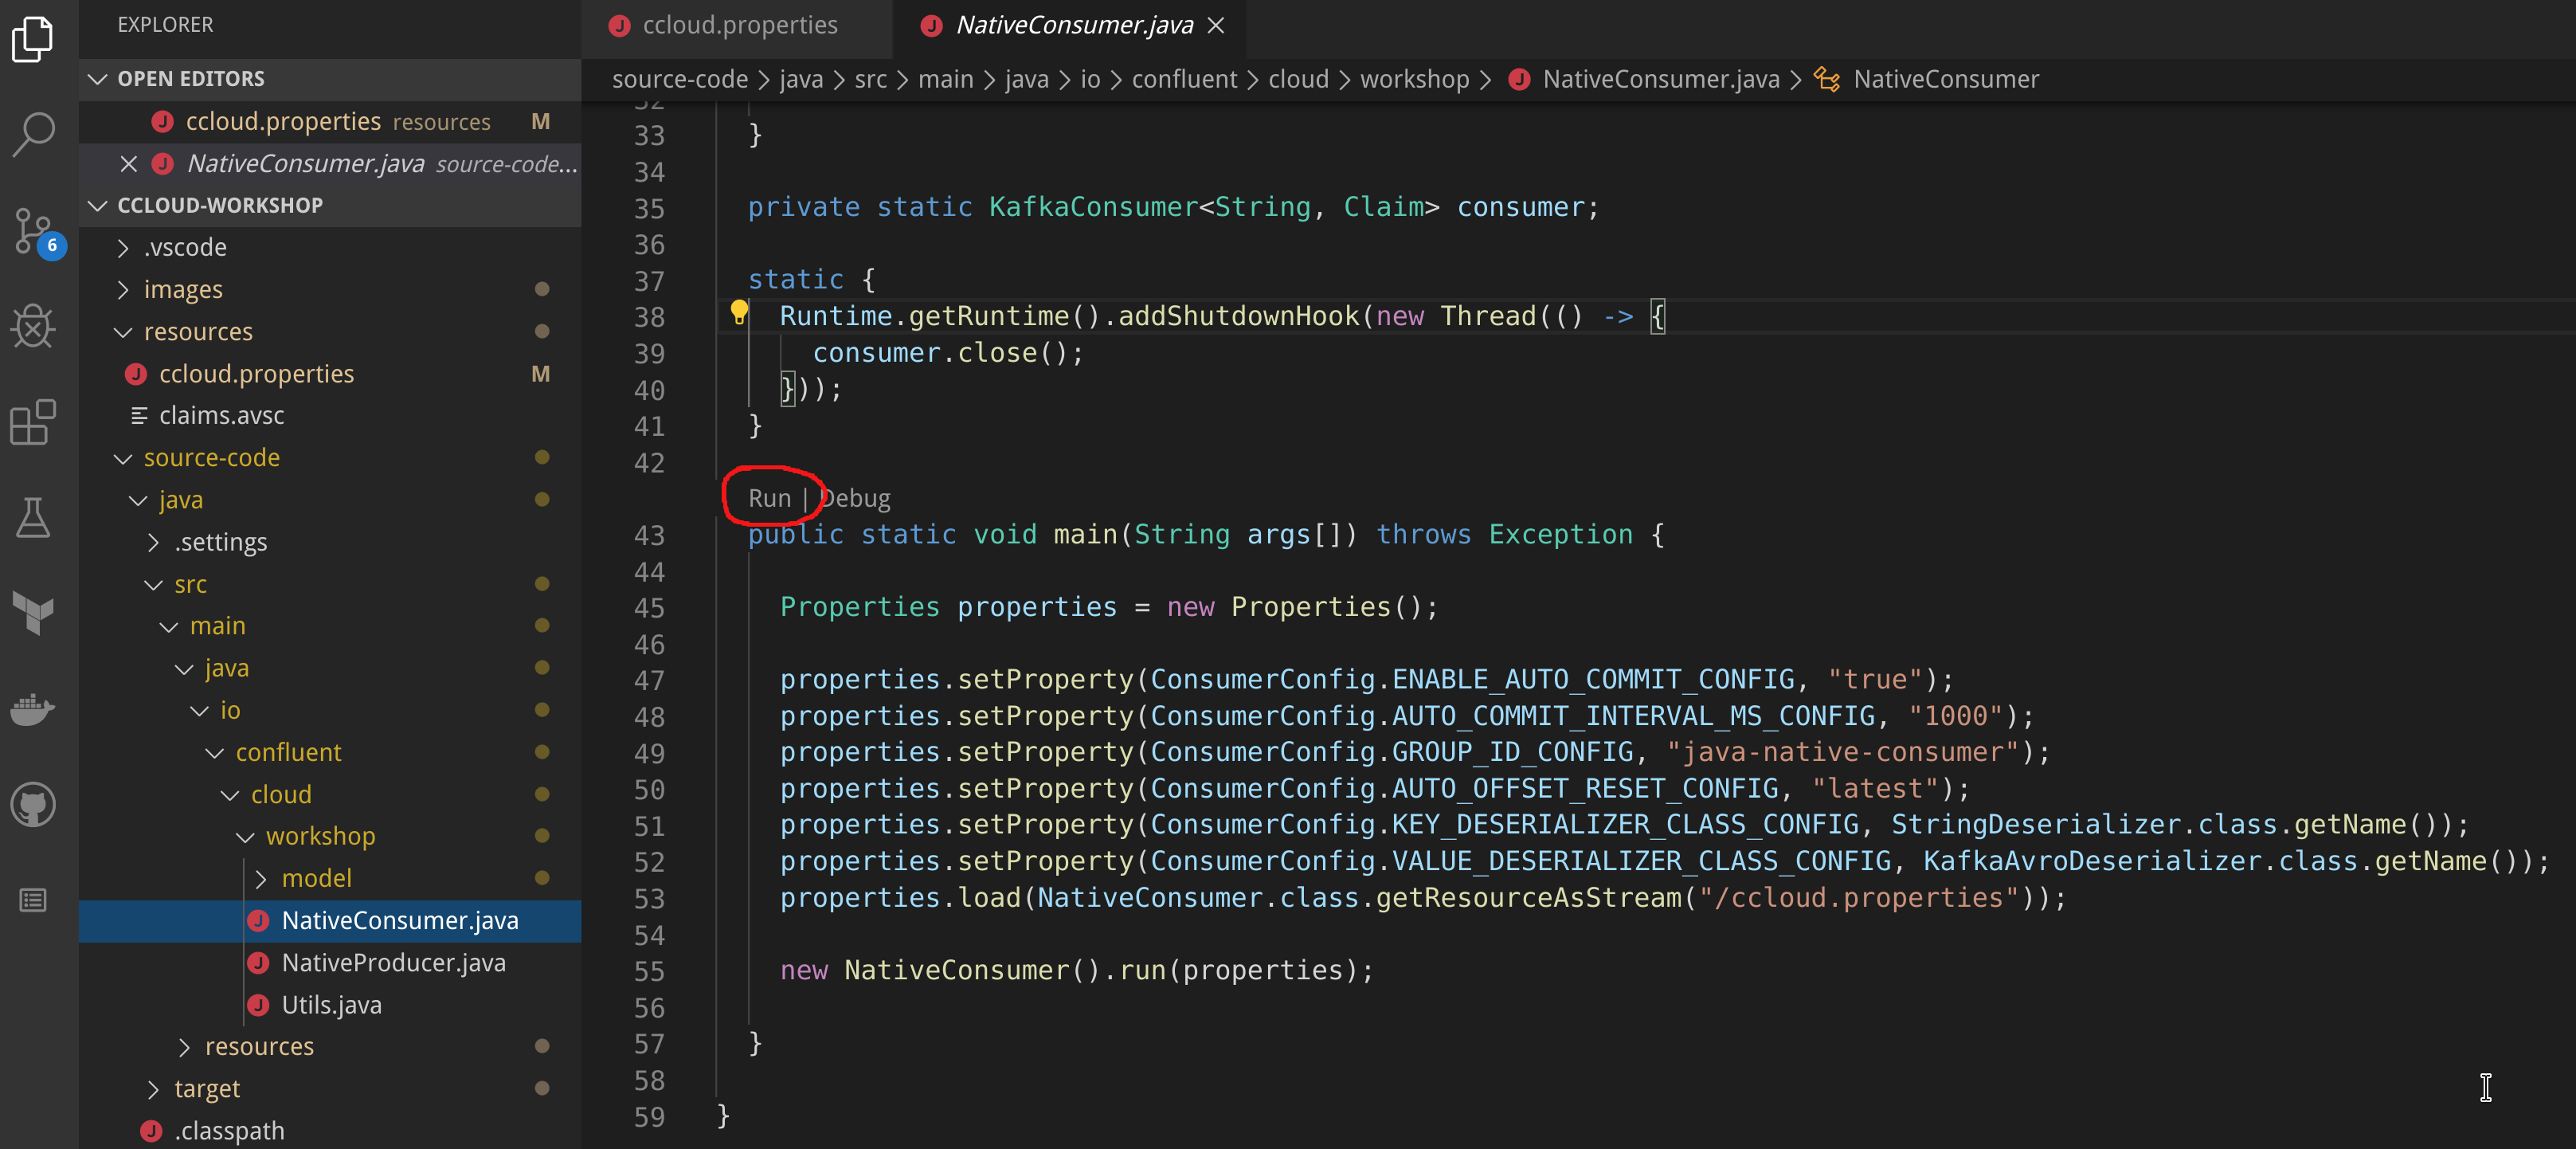 EXPLORER
OPEN EDITORS
ccloud.properties resources M
NativeConsumer.java source-code...
CCLOUD-WORKSHOP
6
.vscode
images
resources
ccloud.properties M
claims.avsc
source-code
java
.settings
src
main
java
io
confluent
cloud
workshop
model
NativeConsumer.java
NativeProducer.java
Utils.java
resources
target
.classpath
ccloud.properties
NativeConsumer.java
source-code > java > src > main > java > io > confluent > cloud > workshop > NativeConsumer.java > NativeConsumer
32
33 }
34
35 private static KafkaConsumer<String, Claim> consumer;
36
37 static {
38 Runtime.getRuntime().addShutdownHook(new Thread(() -> {
39 consumer.close();
40 }));
41 }
42
Run | Debug
43 public static void main(String args[]) throws Exception {
44
45 Properties properties = new Properties();
46
47 properties.setProperty(ConsumerConfig.ENABLE_AUTO_COMMIT_CONFIG, "true");
48 properties.setProperty(ConsumerConfig.AUTO_COMMIT_INTERVAL_MS_CONFIG, "1000");
49 properties.setProperty(ConsumerConfig.GROUP_ID_CONFIG, "java-native-consumer");
50 properties.setProperty(ConsumerConfig.AUTO_OFFSET_RESET_CONFIG, "latest");
51 properties.setProperty(ConsumerConfig.KEY_DESERIALIZER_CLASS_CONFIG, StringDeserializer.class.getName());
52 properties.setProperty(ConsumerConfig.VALUE_DESERIALIZER_CLASS_CONFIG, KafkaAvroDeserializer.class.getName());
53 properties.load(NativeConsumer.class.getResourceAsStream("/ccloud.properties"));
54
55 new NativeConsumer().run(properties);
56
57 }
58
59 }